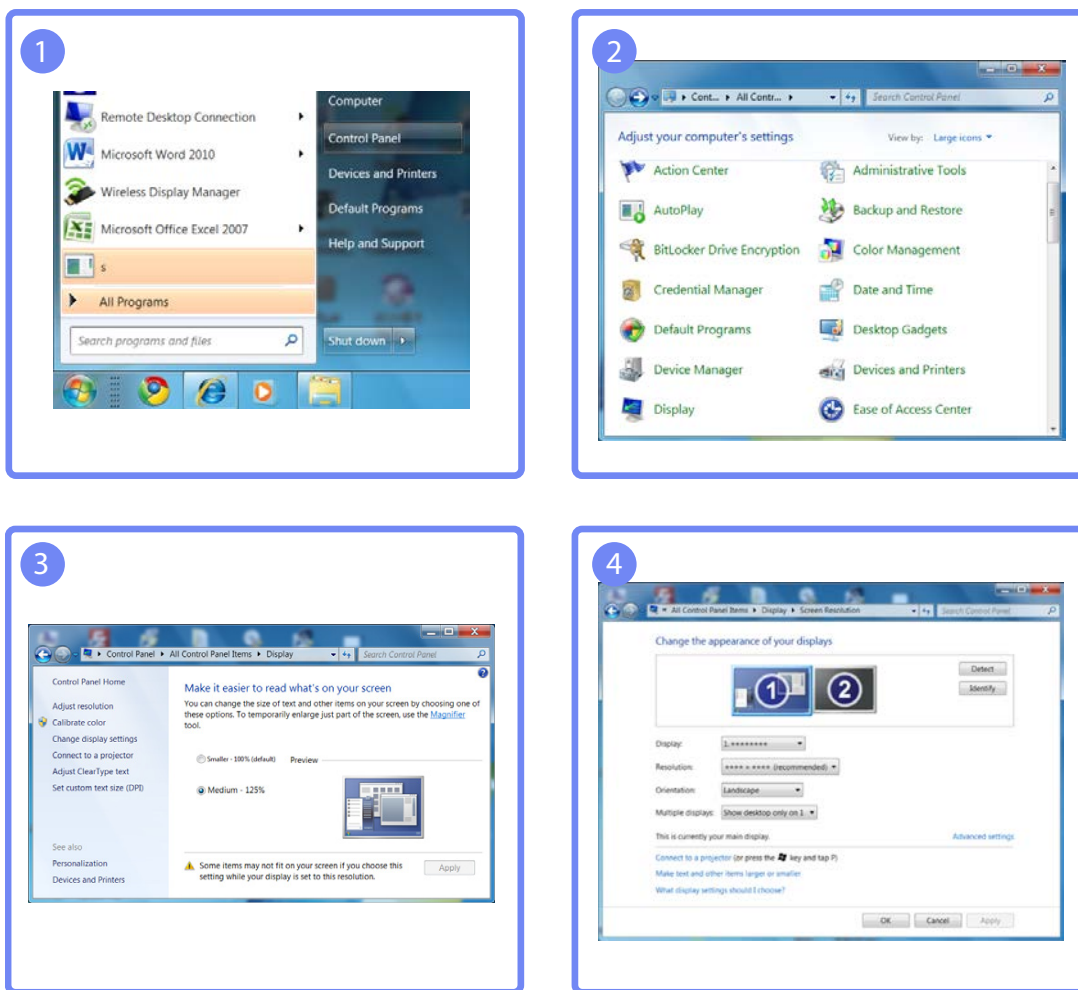 1
Remote Desktop Connection
Microsoft Word 2010
Wireless Display Manager
Microsoft Office Excel 2007
s
All Programs
Search programs and files
Computer
Control Panel
Devices and Printers
Default Programs
Help and Support
Shut down
2
Cont... All Contr...
Search Control Panel
Adjust your computer's settings
View by: Large icons
Action Center
Administrative Tools
AutoPlay
Backup and Restore
BitLocker Drive Encryption
Color Management
Credential Manager
Date and Time
Default Programs
Desktop Gadgets
Device Manager
Devices and Printers
Display
Ease of Access Center
3
Control Panel All Control Panel Items Display
Search Control Panel
Control Panel Home
Adjust resolution
Calibrate color
Change display settings
Connect to a projector
Adjust ClearType text
Set custom text size (DPI)
See also
Personalization
Devices and Printers
Make it easier to read what's on your screen
You can change the size of text and other items on your screen by choosing one of
these options. To temporarily enlarge just part of the screen, use the Magnifier
tool.
Smaller - 100% (default) Preview
Medium - 125%
Some items may not fit on your screen if you choose this
setting while your display is set to this resolution.
Apply
4
« All Control Panel Items Display Screen Resolution
Search Control Panel
Change the appearance of your displays
1 2
Detect
Identify
Display: 1. ********
Resolution: **** x **** (recommended)
Orientation: Landscape
Multiple displays: Show desktop only on 1
This is currently your main display.
Advanced settings
Connect to a projector (or press the key and tap P)
Make text and other items larger or smaller
What display settings should I choose?
OK Cancel Apply